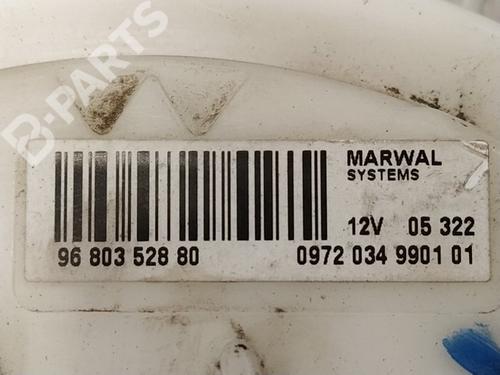 B-PARTS
MARWAL
SYSTEMS
12V 05 322
96 803 528 80 0972 034 9901 01